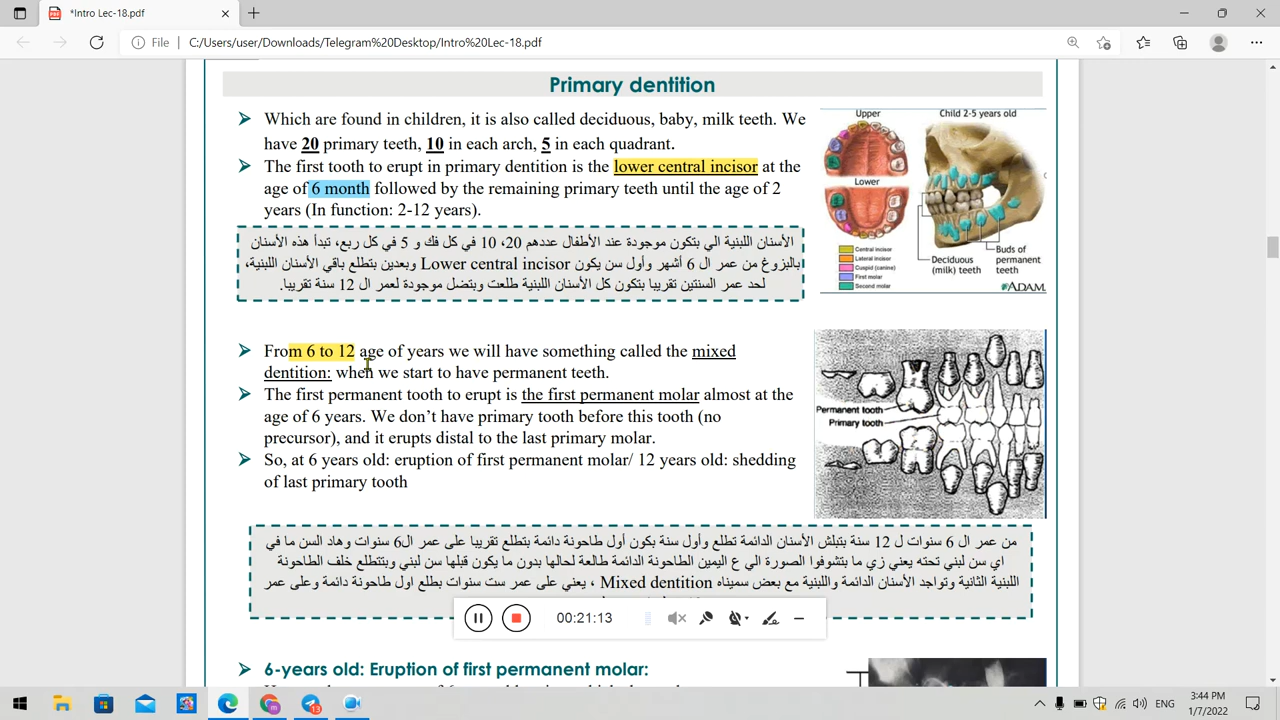 *Intro Lec-18.pdf
File
C:/Users/user/Downloads/Telegram%20Desktop/Intro%20Lec-18.pdf
Primary dentition
Which are found in children, it is also called deciduous, baby, milk teeth. We
have 20 primary teeth, 10 in each arch, 5 in each quadrant.
The first tooth to erupt in primary dentition is the lower central incisor at the
age of 6 month followed by the remaining primary teeth until the age of 2
years (In function: 2-12 years).
Upper
Child 2-5 years old
Lower
Central incisor
Lateral incisor
Cuspid (canine)
First molar
Second molar
Deciduous
(milk) teeth
Buds of
permanent
teeth
ADAM
الأسنان اللبنية الي بتكون موجودة عند الأطفال عددهم 20، 10 في كل فك و 5 في كل ربع، تبدأ هذه الأسنان
بالبزوغ من عمر ال 6 أشهر وأول سن يكون Lower central incisor وبعدين بتطلع باقي الأسنان اللبنية،
لحد عمر السنتين تقريبا بتكون كل الأسنان اللبنية طلعت وبتضل موجودة لعمر ال 12 سنة تقريبا.
From 6 to 12 age of years we will have something called the mixed
dentition: when we start to have permanent teeth.
The first permanent tooth to erupt is the first permanent molar almost at the
age of 6 years. We don't have primary tooth before this tooth (no
precursor), and it erupts distal to the last primary molar.
So, at 6 years old: eruption of first permanent molar/ 12 years old: shedding
of last primary tooth
Permanent tooth
Primary tooth
من عمر ال 6 سنوات ل 12 سنة بتبلش الأسنان الدائمة تطلع وأول سنة بكون أول طاحونة دائمة بتطلع تقريبا على عمر ال6 سنوات وهاد السن ما في
اي سن لبني تحته يعني زي ما بتشوفوا الصورة الي ع اليمين الطاحونة الدائمة طالعة لحالها بدون ما يكون قبلها سن لبني وبتطلع خلف الطاحونة
اللبنية الثانية وتواجد الأسنان الدائمة واللبنية مع بعض سميناه Mixed dentition ، يعني على عمر ست سنوات بطلع اول طاحونة دائمة وعلى عمر
00:21:13
6-years old: Eruption of first permanent molar:
ENG
3:44 PM
1/7/2022